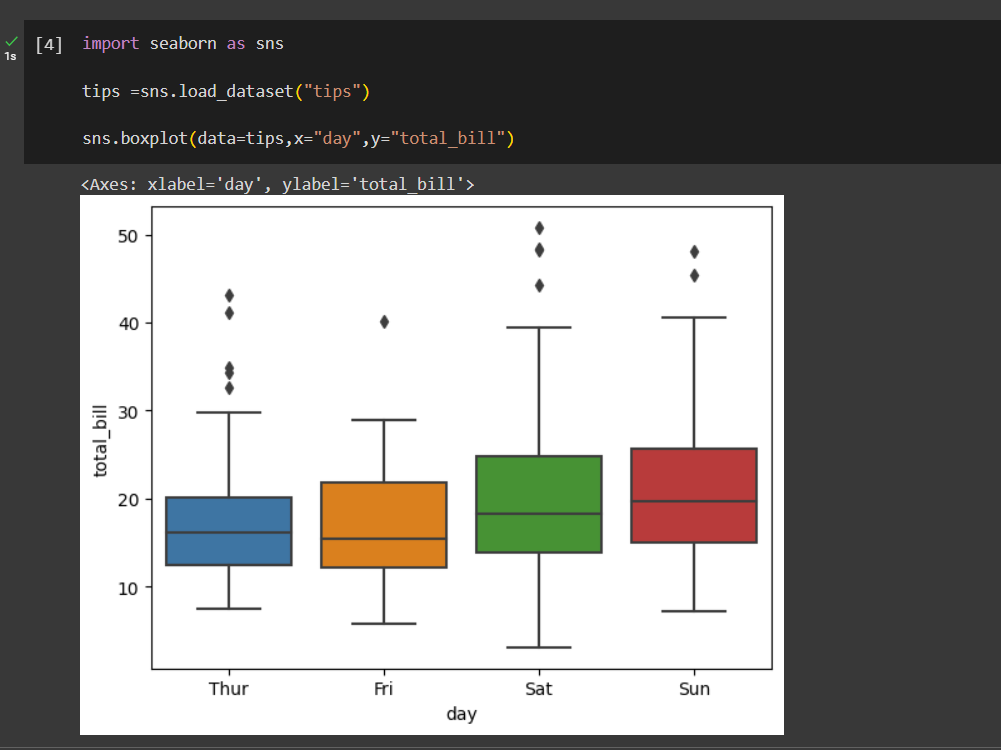 [4] import seaborn as sns
1s
tips =sns.load_dataset("tips")
sns.boxplot(data=tips,x="day",y="total_bill")
<Axes: xlabel='day', ylabel='total_bill'>
50
40
30
20
10
total_bill
Thur Fri Sat Sun
day